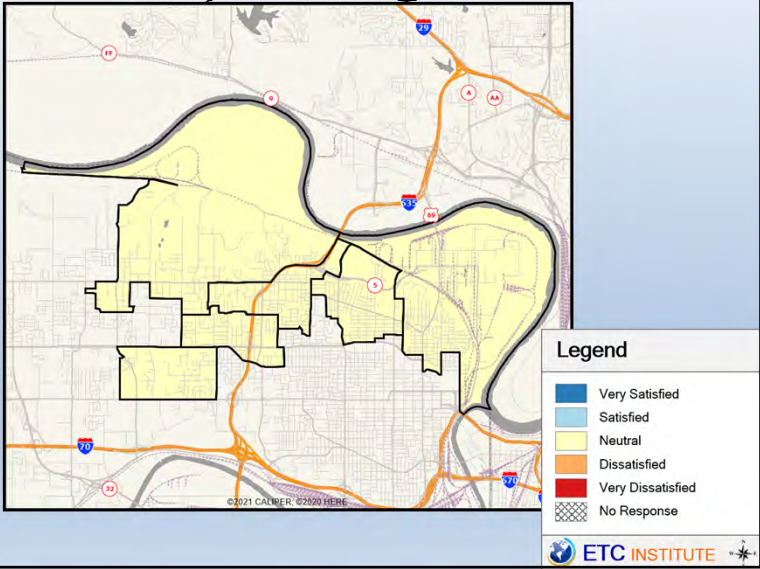 29
FF
9
A
AA
635
69
5
70
32
670
©2021 CALIPER; ©2020 HERE
Legend
Very Satisfied
Satisfied
Neutral
Dissatisfied
Very Dissatisfied
No Response
ETC INSTITUTE